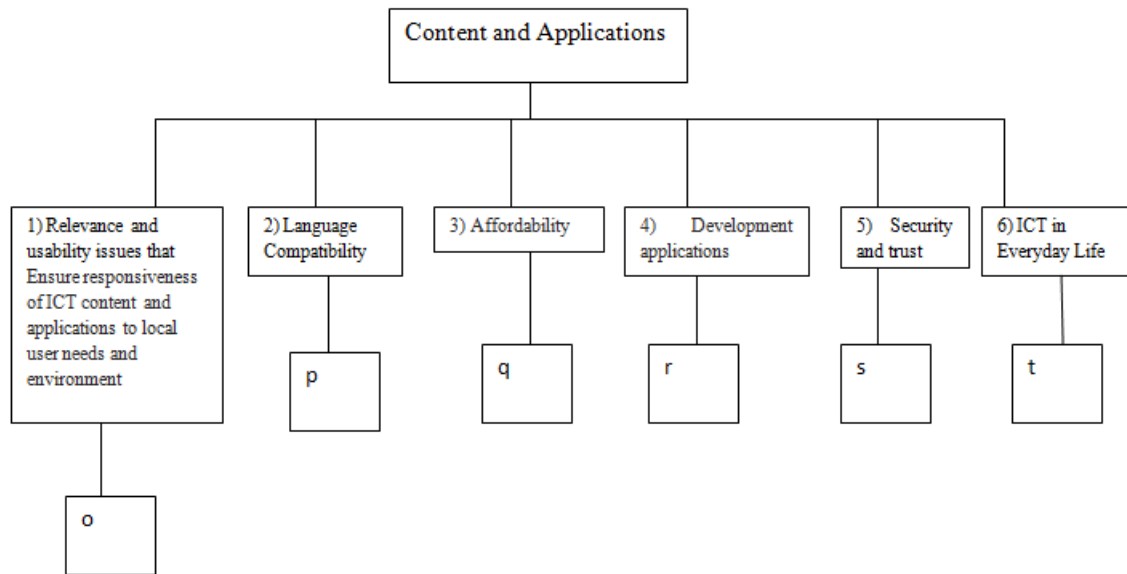 Content and Applications
1) Relevance and
usability issues that
Ensure responsiveness
of ICT content and
applications to local
user needs and
environment
2) Language
Compatibility
3) Affordability
4) Development
applications
5) Security
and trust
6) ICT in
Everyday Life
o
p
q
r
s
t